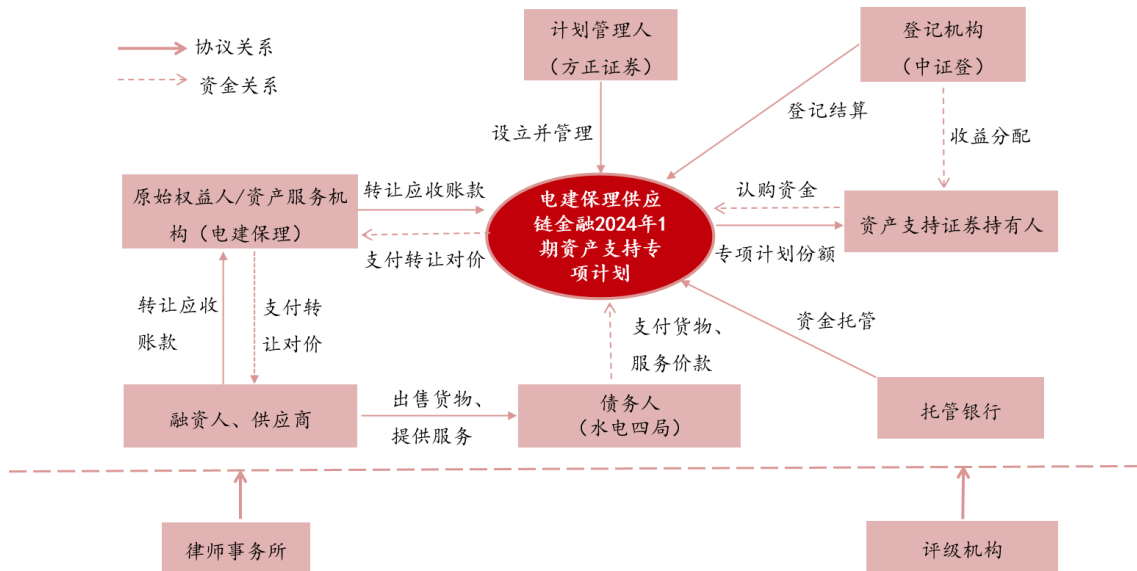 协议关系
资金关系
计划管理人
（方正证券）
登记机构
（中证登）
设立并管理
登记结算
收益分配
原始权益人/资产服务机
构（电建保理）
转让应收账款
支付转让对价
电建保理供应
链金融2024年1
期资产支持专
项计划
认购资金
专项计划份额
资产支持证券持有人
转让应收
账款
支付转
让对价
支付货物、
服务价款
资金托管
融资人、供应商
出售货物、
提供服务
债务人
（水电四局）
托管银行
律师事务所
评级机构